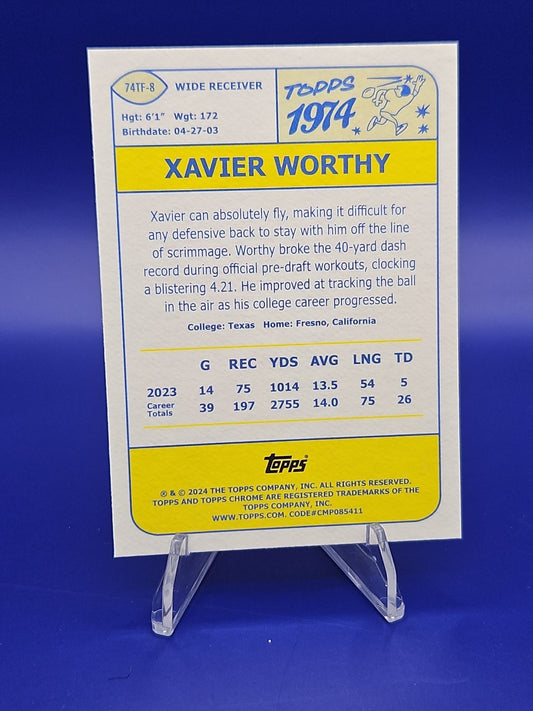 74TF-8 WIDE RECEIVER
Hgt: 6'1" Wgt: 172
Birthdate: 04-27-03
TOPPS
1974
XAVIER WORTHY
Xavier can absolutely fly, making it difficult for
any defensive back to stay with him off the line
of scrimmage. Worthy broke the 40-yard dash
record during official pre-draft workouts, clocking
a blistering 4.21. He improved at tracking the ball
in the air as his college career progressed.
College: Texas Home: Fresno, California
G REC YDS AVG LNG TD
2023 14 75 1014 13.5 54 5
Career
Totals 39 197 2755 14.0 75 26
topps
® & © 2024 THE TOPPS COMPANY, INC. ALL RIGHTS RESERVED.
TOPPS AND TOPPS CHROME ARE REGISTERED TRADEMARKS OF THE
TOPPS COMPANY, INC.
WWW.TOPPS.COM. CODE#CMP085411